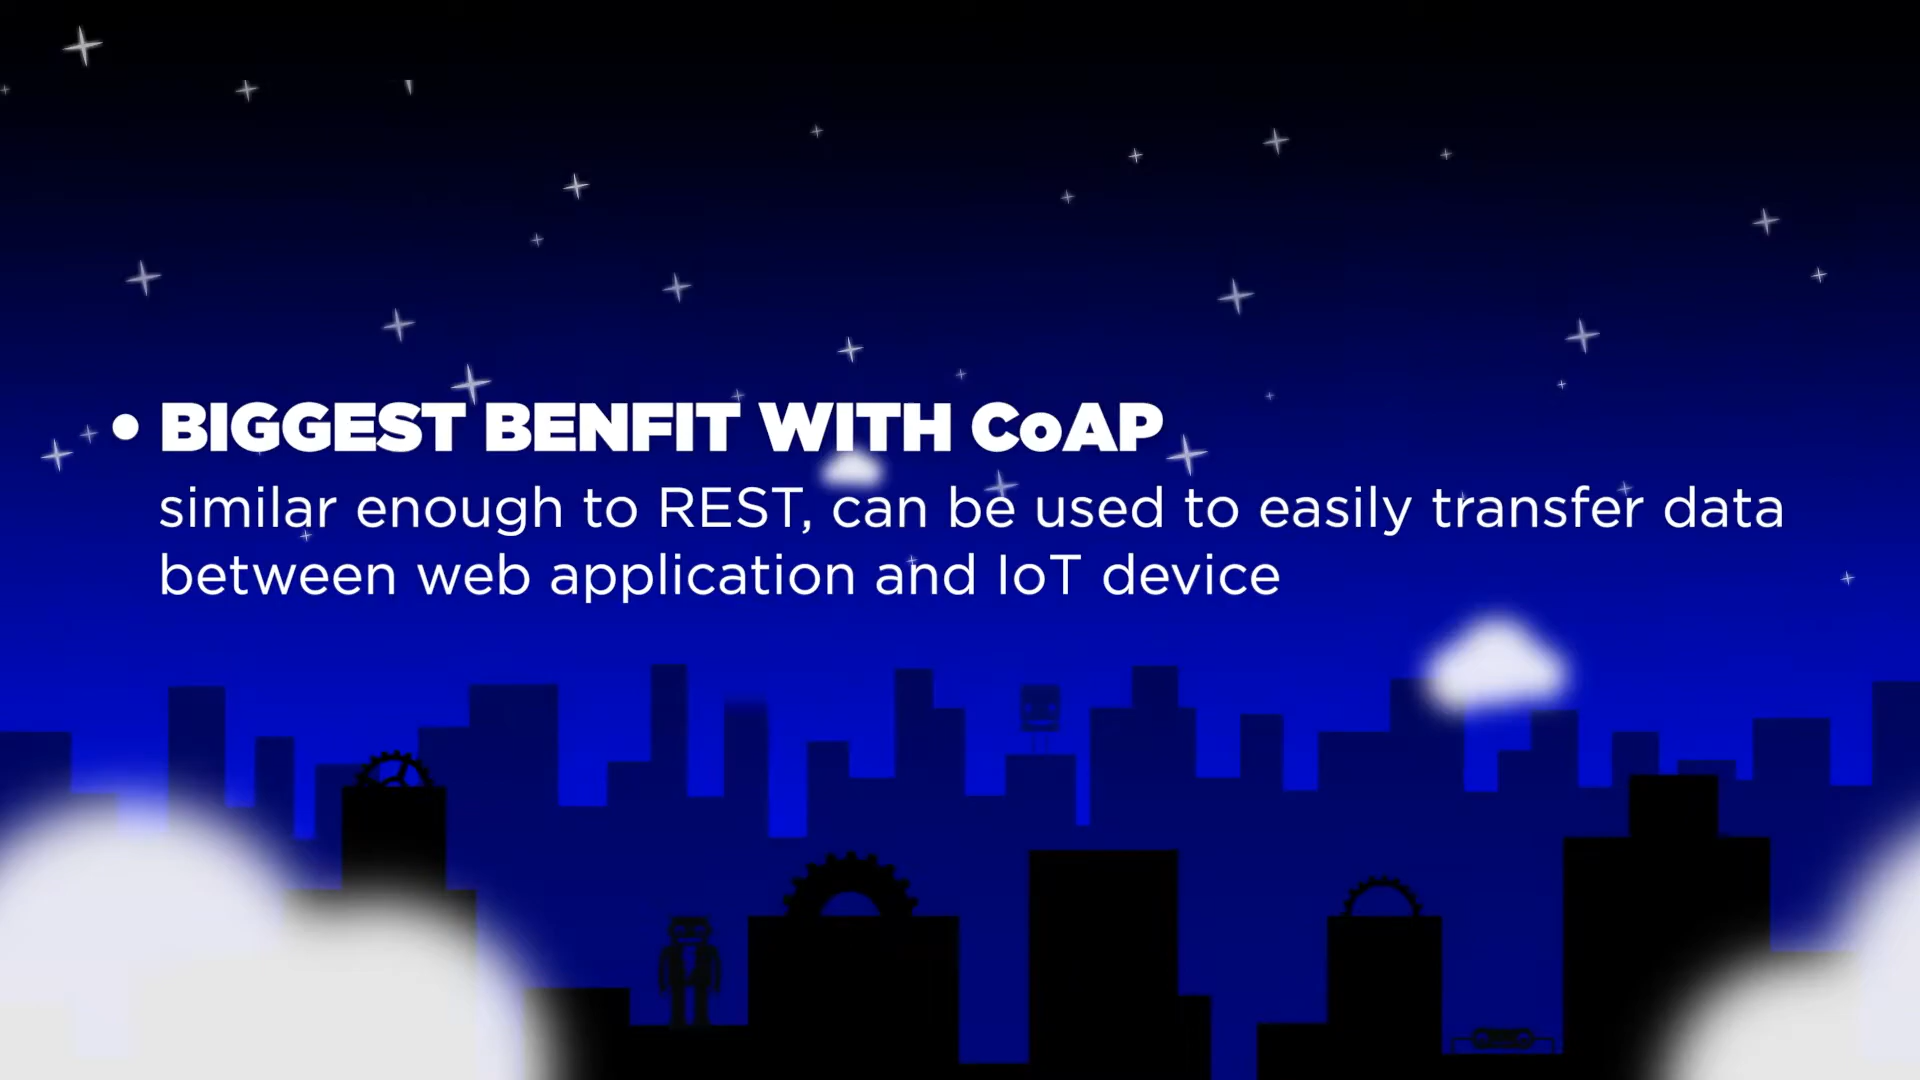 • BIGGEST BENFIT WITH CoAP
similar enough to REST, can be used to easily transfer data
between web application and IoT device